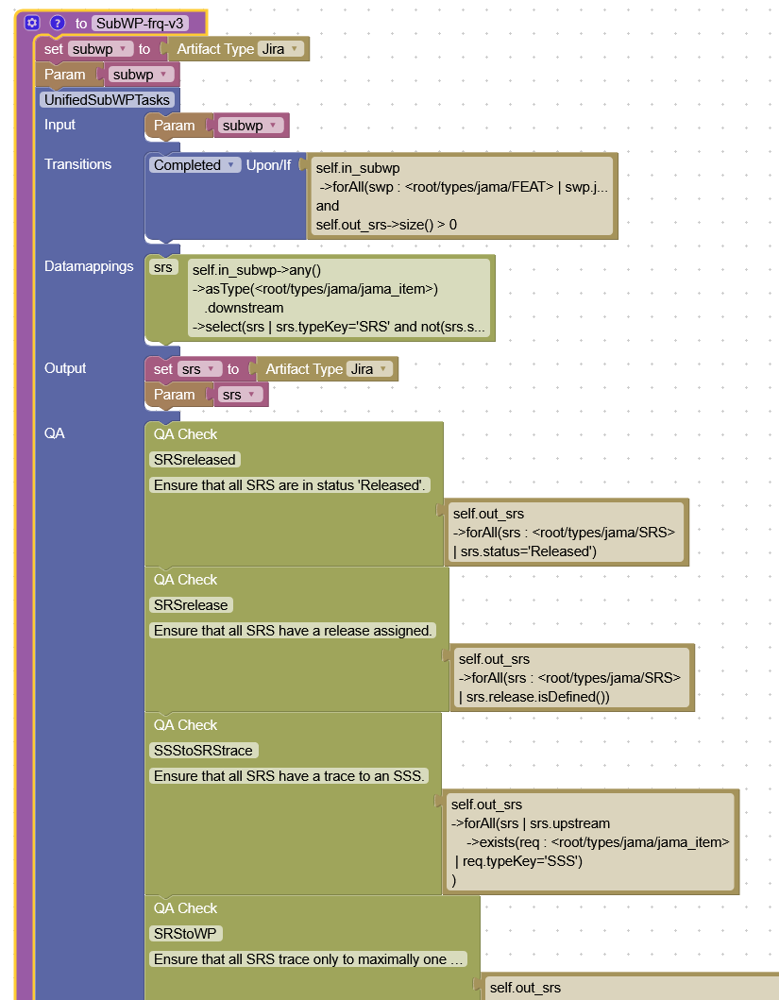 ? to SubWP-frq-v3
set subwp to Artifact Type Jira
Param subwp
UnifiedSubWPTasks
Input Param subwp
Transitions Completed Upon/If self.in_subwp
->forAll(swp : <root/types/jama/FEAT> | swp.j...
and
self.out_srs->size() > 0
Datamappings srs self.in_subwp->any()
->asType(<root/types/jama/jama_item>)
.downstream
->select(srs | srs.typeKey='SRS' and not(srs.s...
Output set srs to Artifact Type Jira
Param srs
QA QA Check
SRSreleased
Ensure that all SRS are in status 'Released'.
self.out_srs
->forAll(srs : <root/types/jama/SRS>
| srs.status='Released')
QA Check
SRSrelease
Ensure that all SRS have a release assigned.
self.out_srs
->forAll(srs : <root/types/jama/SRS>
| srs.release.isDefined())
QA Check
SSStoSRStrace
Ensure that all SRS have a trace to an SSS.
self.out_srs
->forAll(srs | srs.upstream
->exists(req : <root/types/jama/jama_item>
| req.typeKey='SSS')
)
QA Check
SRStoWP
Ensure that all SRS trace only to maximally one ...
self.out_srs